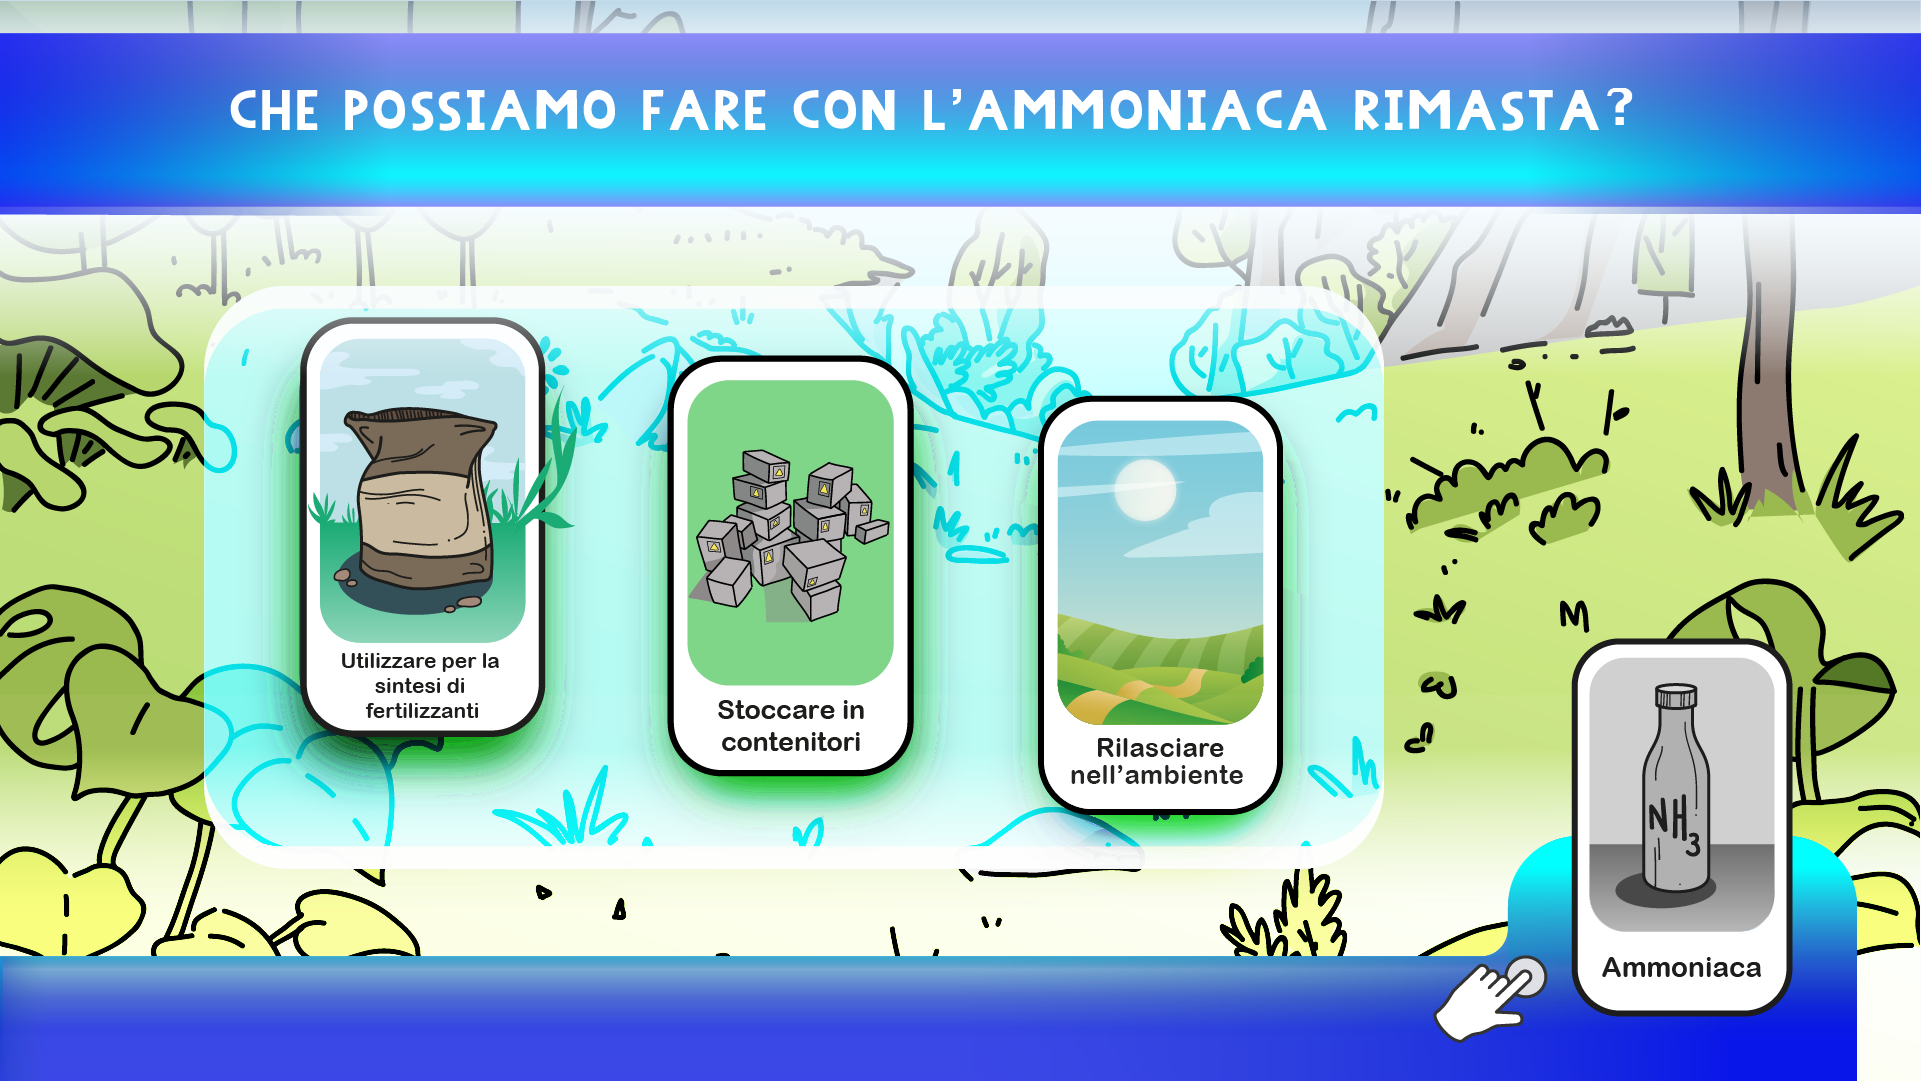 CHE POSSIAMO FARE CON L'AMMONIACA RIMASTA?
Utilizzare per la
sintesi di
fertilizzanti
Stoccare in
contenitori
Rilasciare
nell'ambiente
NH3
Ammoniaca